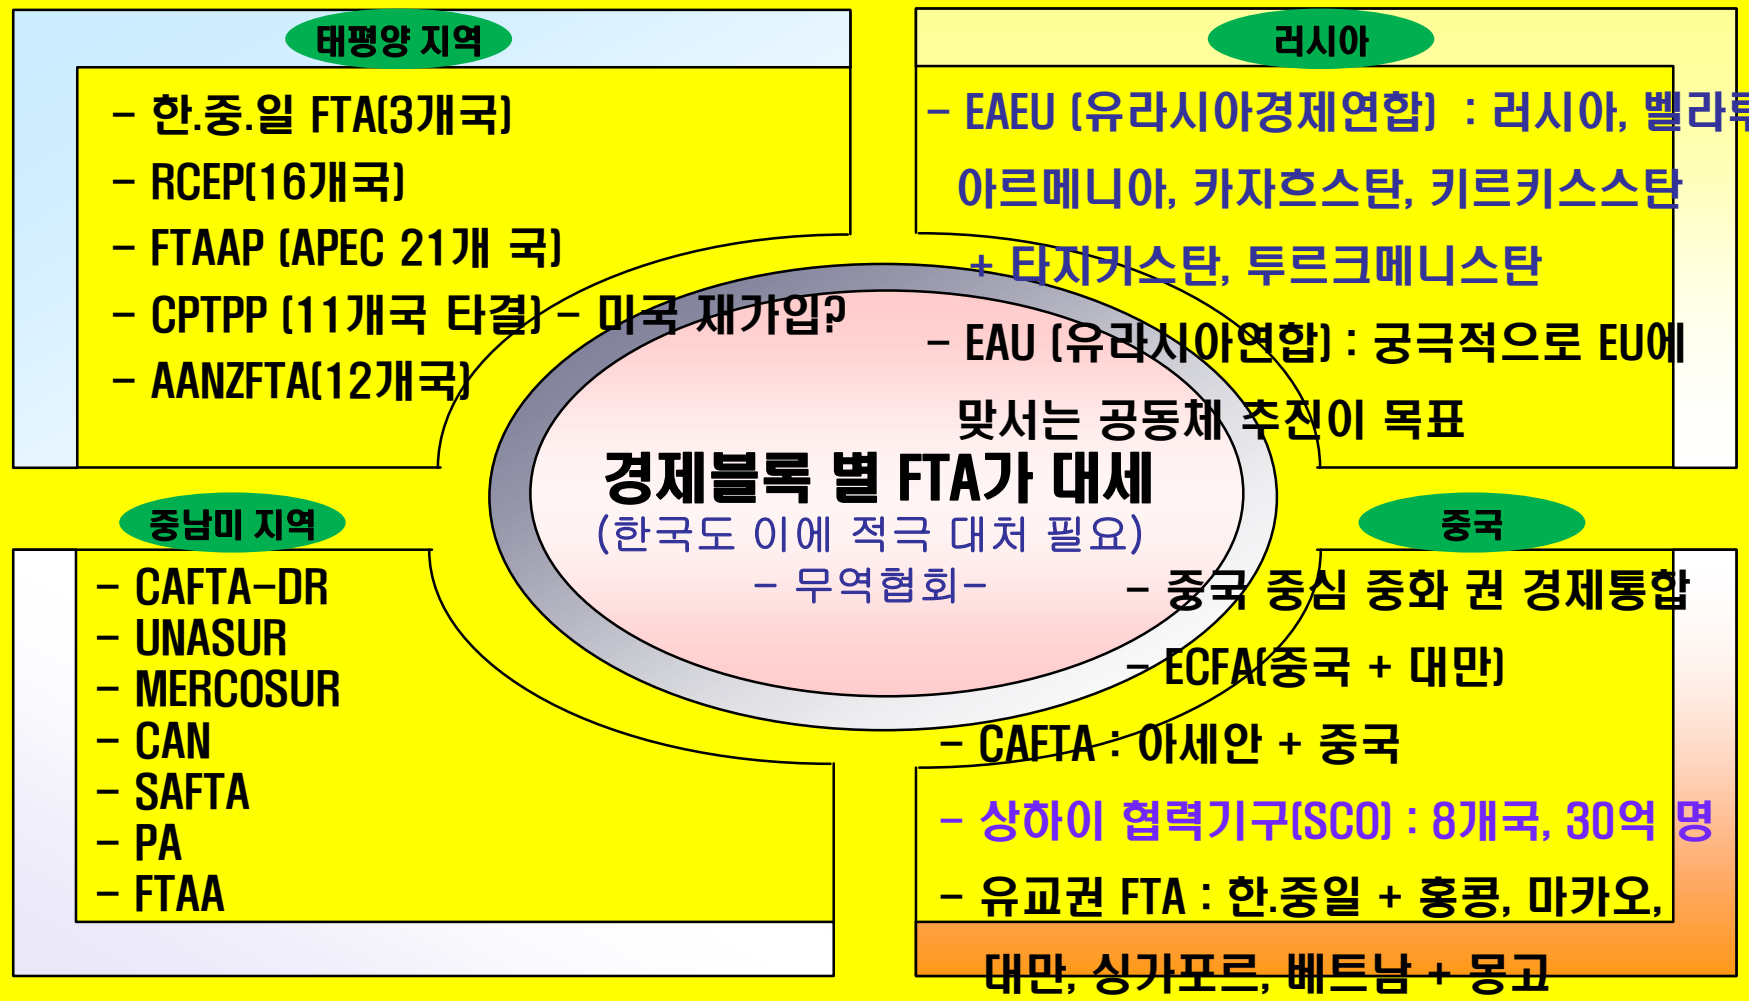 태평양 지역
- 한.중.일 FTA(3개국)
- RCEP(16개국)
- FTAAP (APEC 21개 국)
- CPTPP (11개국 타결) - 미국 재가입?
- AANZFTA(12개국)
러시아
- EAEU (유라시아경제연합) : 러시아, 벨라루
아르메니아, 카자흐스탄, 키르키스스탄
+ 타지키스탄, 투르크메니스탄
- EAU (유라시아연합) : 궁극적으로 EU에
맞서는 공동체 추진이 목표
경제블록 별 FTA가 대세
(한국도 이에 적극 대처 필요)
- 무역협회-
중남미 지역
- CAFTA-DR
- UNASUR
- MERCOSUR
- CAN
- SAFTA
- PA
- FTAA
중국
- 중국 중심 중화 권 경제통합
- ECFA(중국 + 대만)
- CAFTA : 아세안 + 중국
- 상하이 협력기구(SCO) : 8개국, 30억 명
- 유교권 FTA : 한.중일 + 홍콩, 마카오,
대만, 싱가포르, 베트남 + 몽고